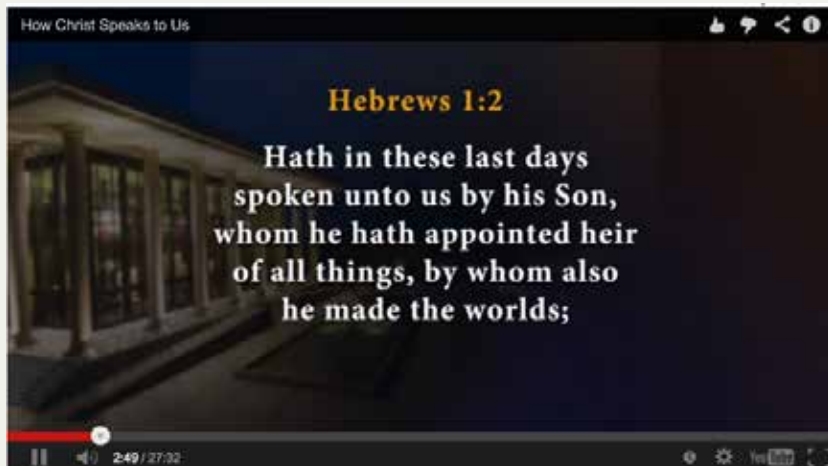 How Christ Speaks to Us
Hebrews 1:2
Hath in these last days
spoken unto us by his Son,
whom he hath appointed heir
of all things, by whom also
he made the worlds;
2:49 / 27:32
YouTube